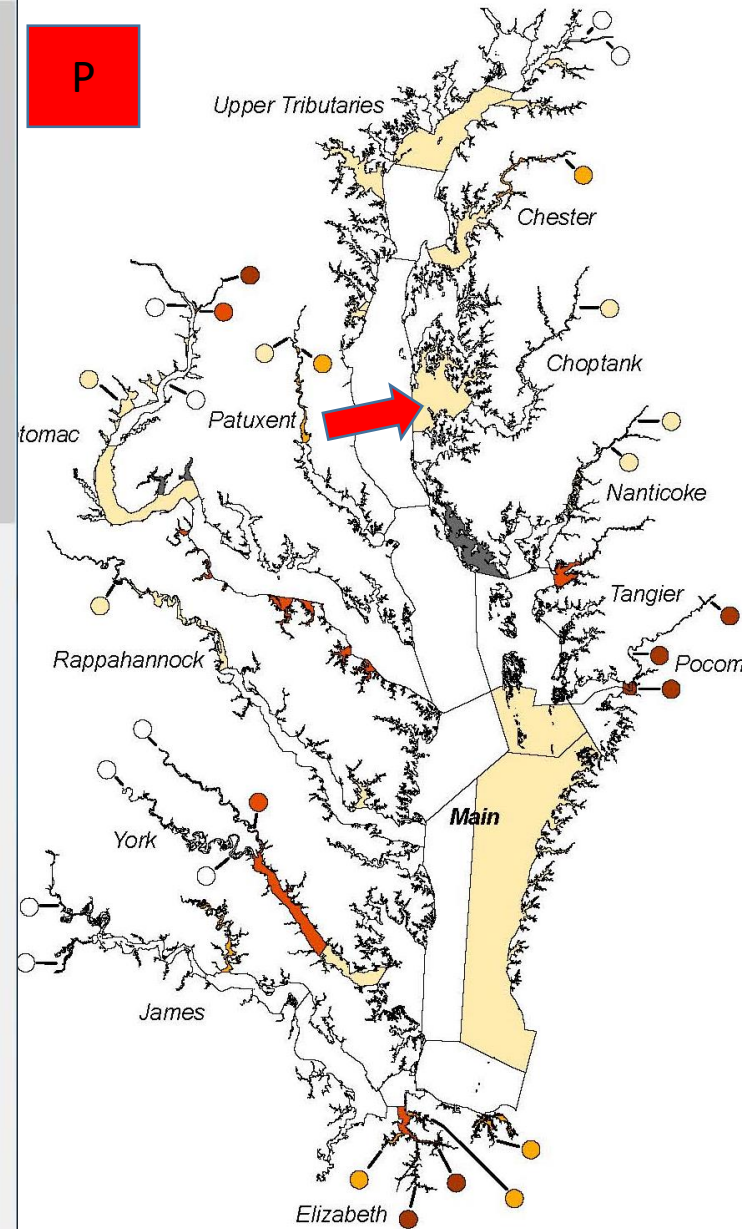 P
Upper Tributaries
Chester
Choptank
tomac
Patuxent
Nanticoke
Tangier
Rappahannock
Pocom
Main
York
James
Elizabeth